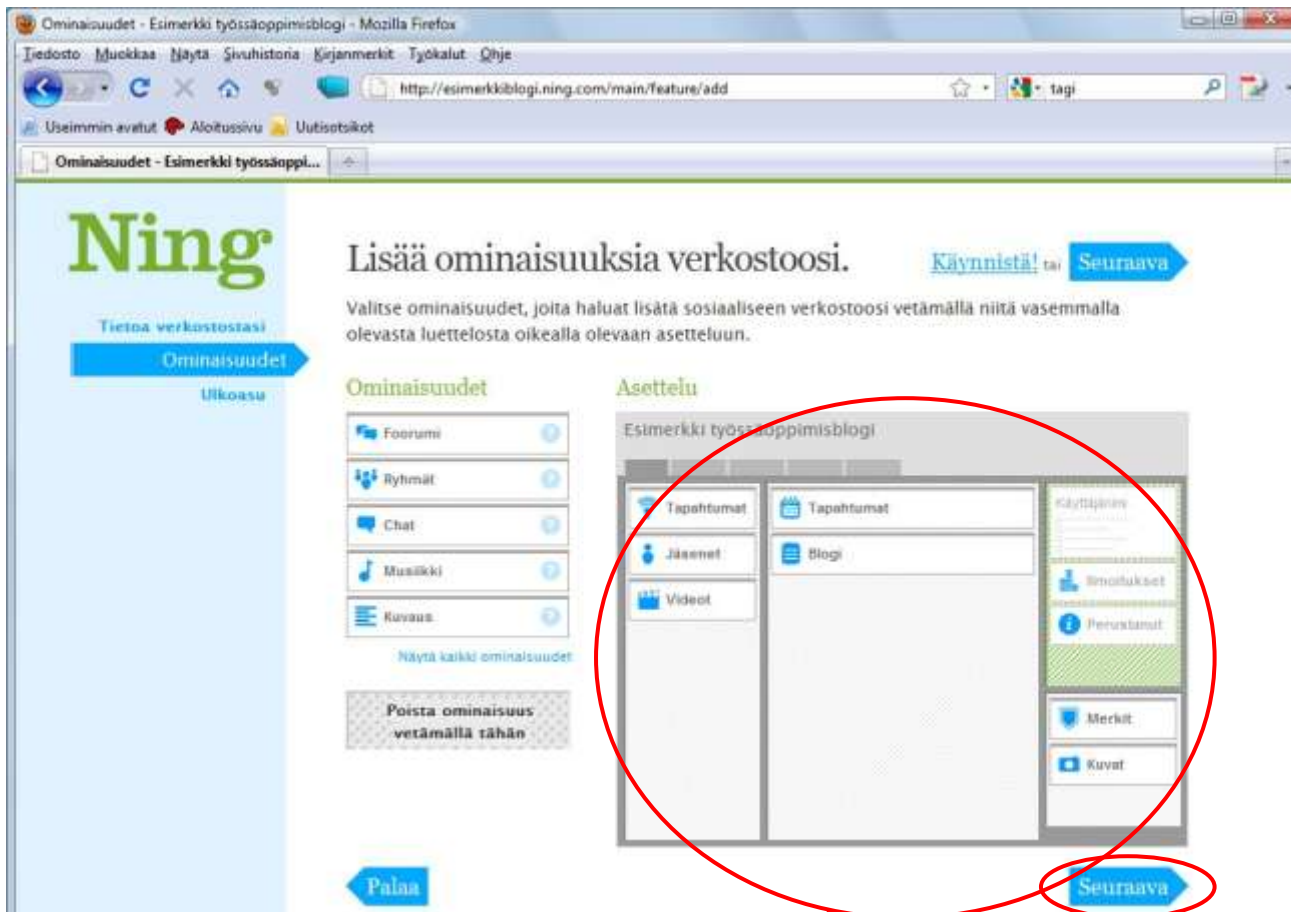 Ominaisuudet - Esimerkki työssäoppimisblogi - Mozilla Firefox
Tiedosto Muokkaa Näytä Sivuhistoria Kirjanmerkit Työkalut Ohje
http://esimerkkiblogi.ning.com/main/feature/add
tagi
Useimmin avatut Aloitussivu Uutisotsikot
Ominaisuudet - Esimerkki työssäoppi...
Ning
Tietoa verkostostasi
Ominaisuudet
Ulkoasu
Lisää ominaisuuksia verkostoosi.
Käynnistä! tai Seuraava
Valitse ominaisuudet, joita haluat lisätä sosiaaliseen verkostoosi vetämällä niitä vasemmalla
olevasta luettelosta oikealla olevaan asetteluun.
Ominaisuudet
Foorumi
Ryhmät
Chat
Musiikki
Kuvaus
Näytä kaikki ominaisuudet
Poista ominaisuus
vetämällä tähän
Asettelu
Esimerkki työssäoppimisblogi
Tapahtumat
Jäsenet
Videot
Tapahtumat
Blogi
Käyttäjänimi
Ilmoitukset
Perustanut
Merkit
Kuvat
Palaa
Seuraava